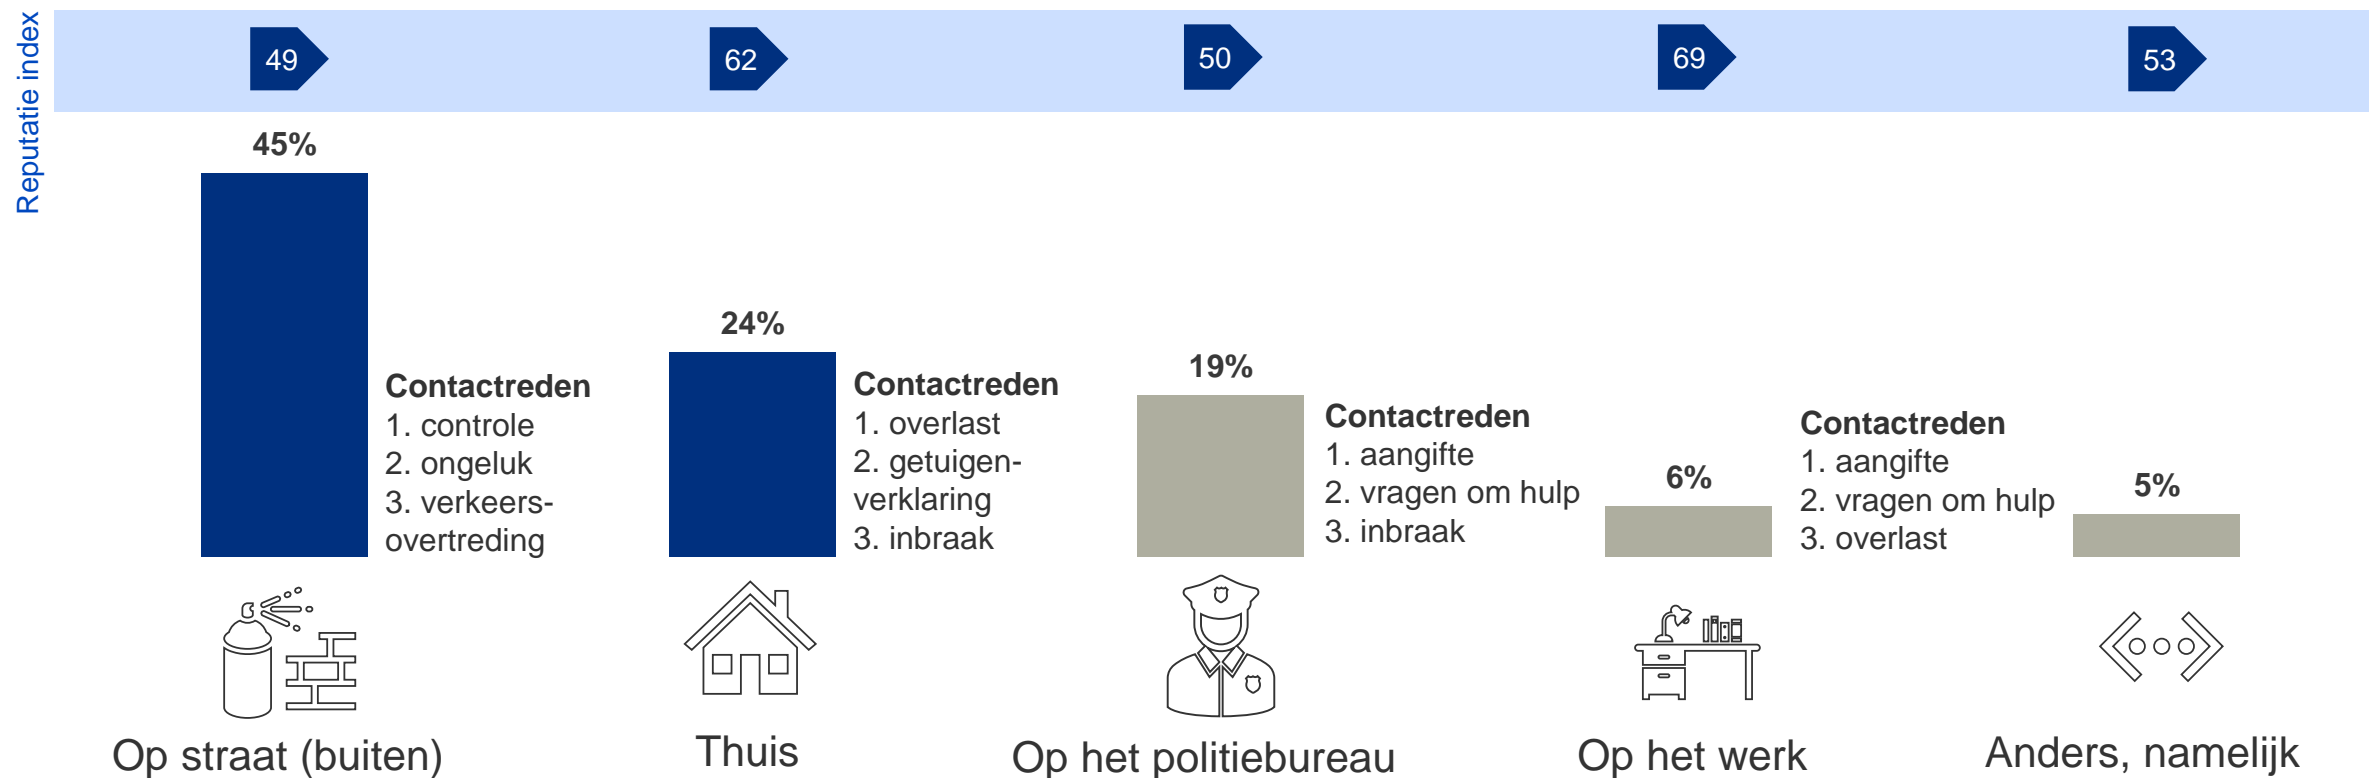 Reputatie index
49
62
50
69
53
45%
Contactreden
1. controle
2. ongeluk
3. verkeers-
overtreding
24%
Contactreden
1. overlast
2. getuigen-
verklaring
3. inbraak
19%
Contactreden
1. aangifte
2. vragen om hulp
3. inbraak
6%
Contactreden
1. aangifte
2. vragen om hulp
3. overlast
5%
Op straat (buiten)
Thuis
Op het politiebureau
Op het werk
Anders, namelijk